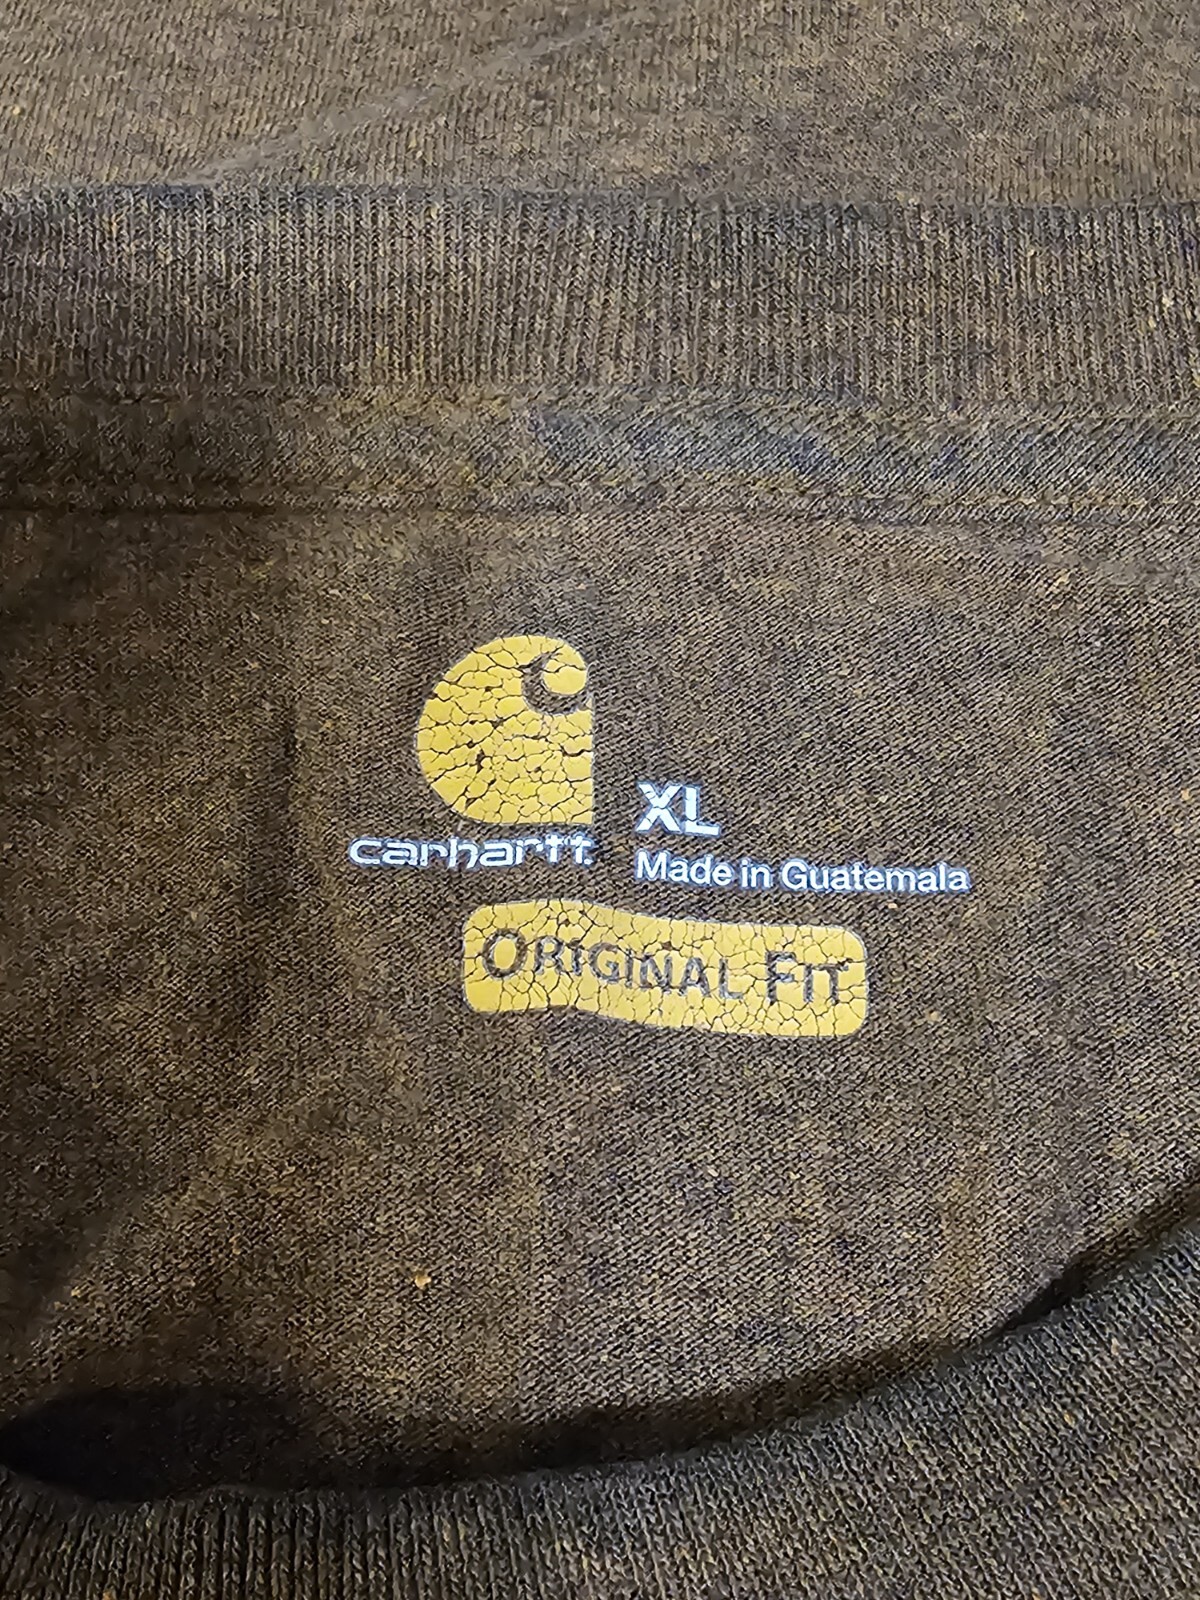 XL
carhartt
Made in Guatemala
ORIGINAL FIT